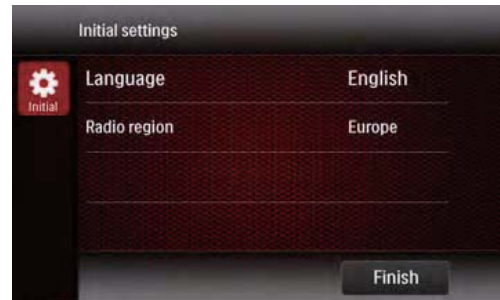 Initial settings
Initial
Language English
Radio region Europe
Finish